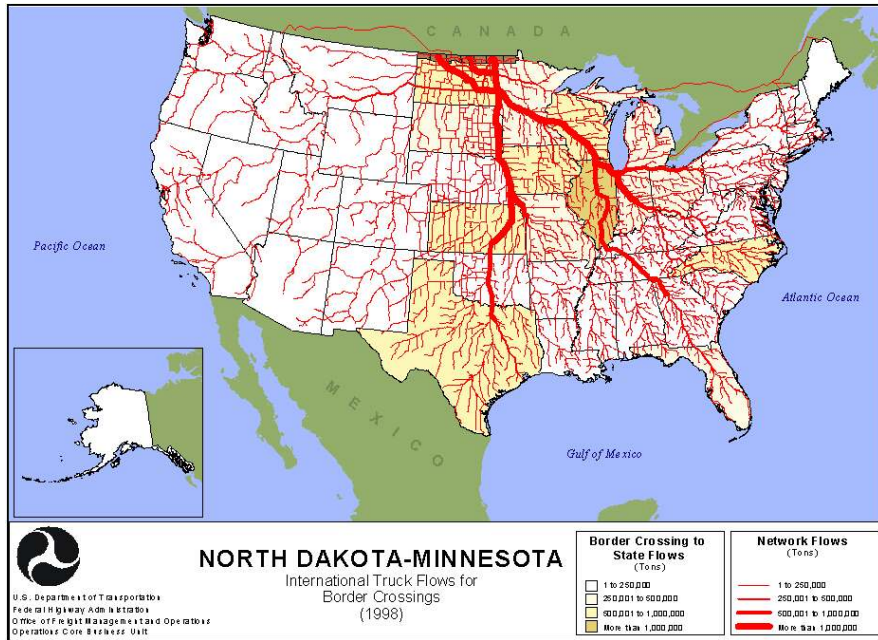 CANADA
Pacific Ocean
Atlantic Ocean
MEXICO
Gulf of Mexico
U.S. Department of Transportation
Federal Highway Administration
Office of Freight Management and Operations
Operations Core Business Unit
NORTH DAKOTA-MINNESOTA
International Truck Flows for
Border Crossings
(1998)
Border Crossing to
State Flows
(Tons)
1 to 250,000
250,001 to 500,000
500,001 to 1,000,000
More than 1,000,000
Network Flows
(Tons)
1 to 250,000
250,001 to 500,000
500,001 to 1,000,000
More than 1,000,000